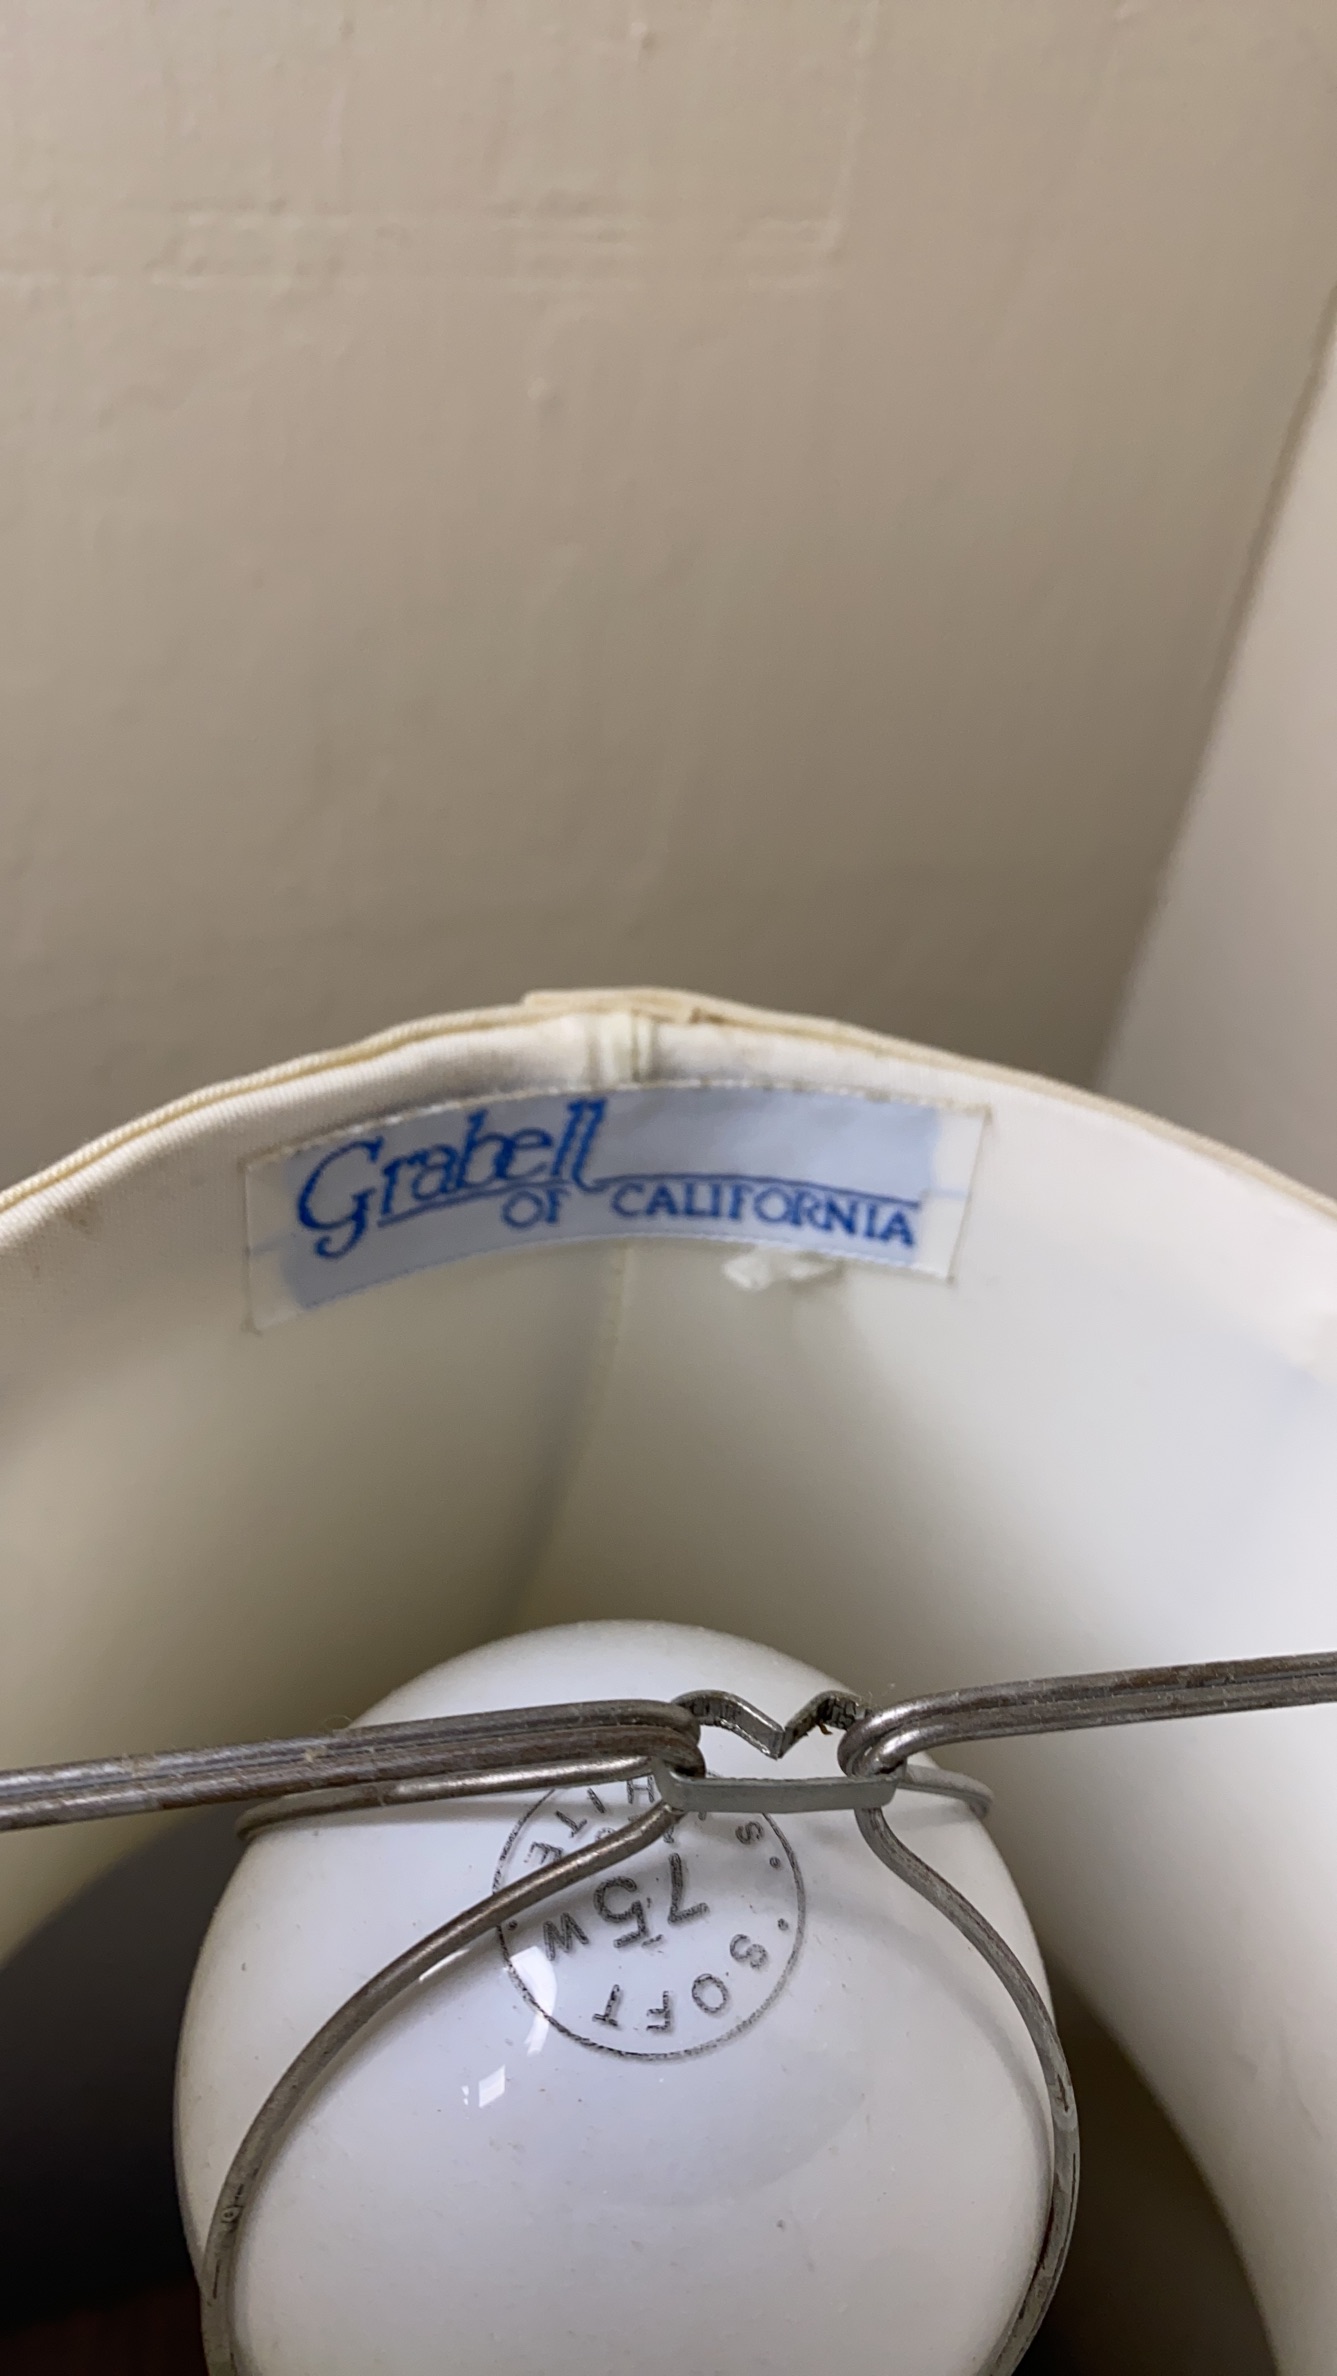 Grabell
OF CALIFORNIA
SOFT
WHITE
75W.